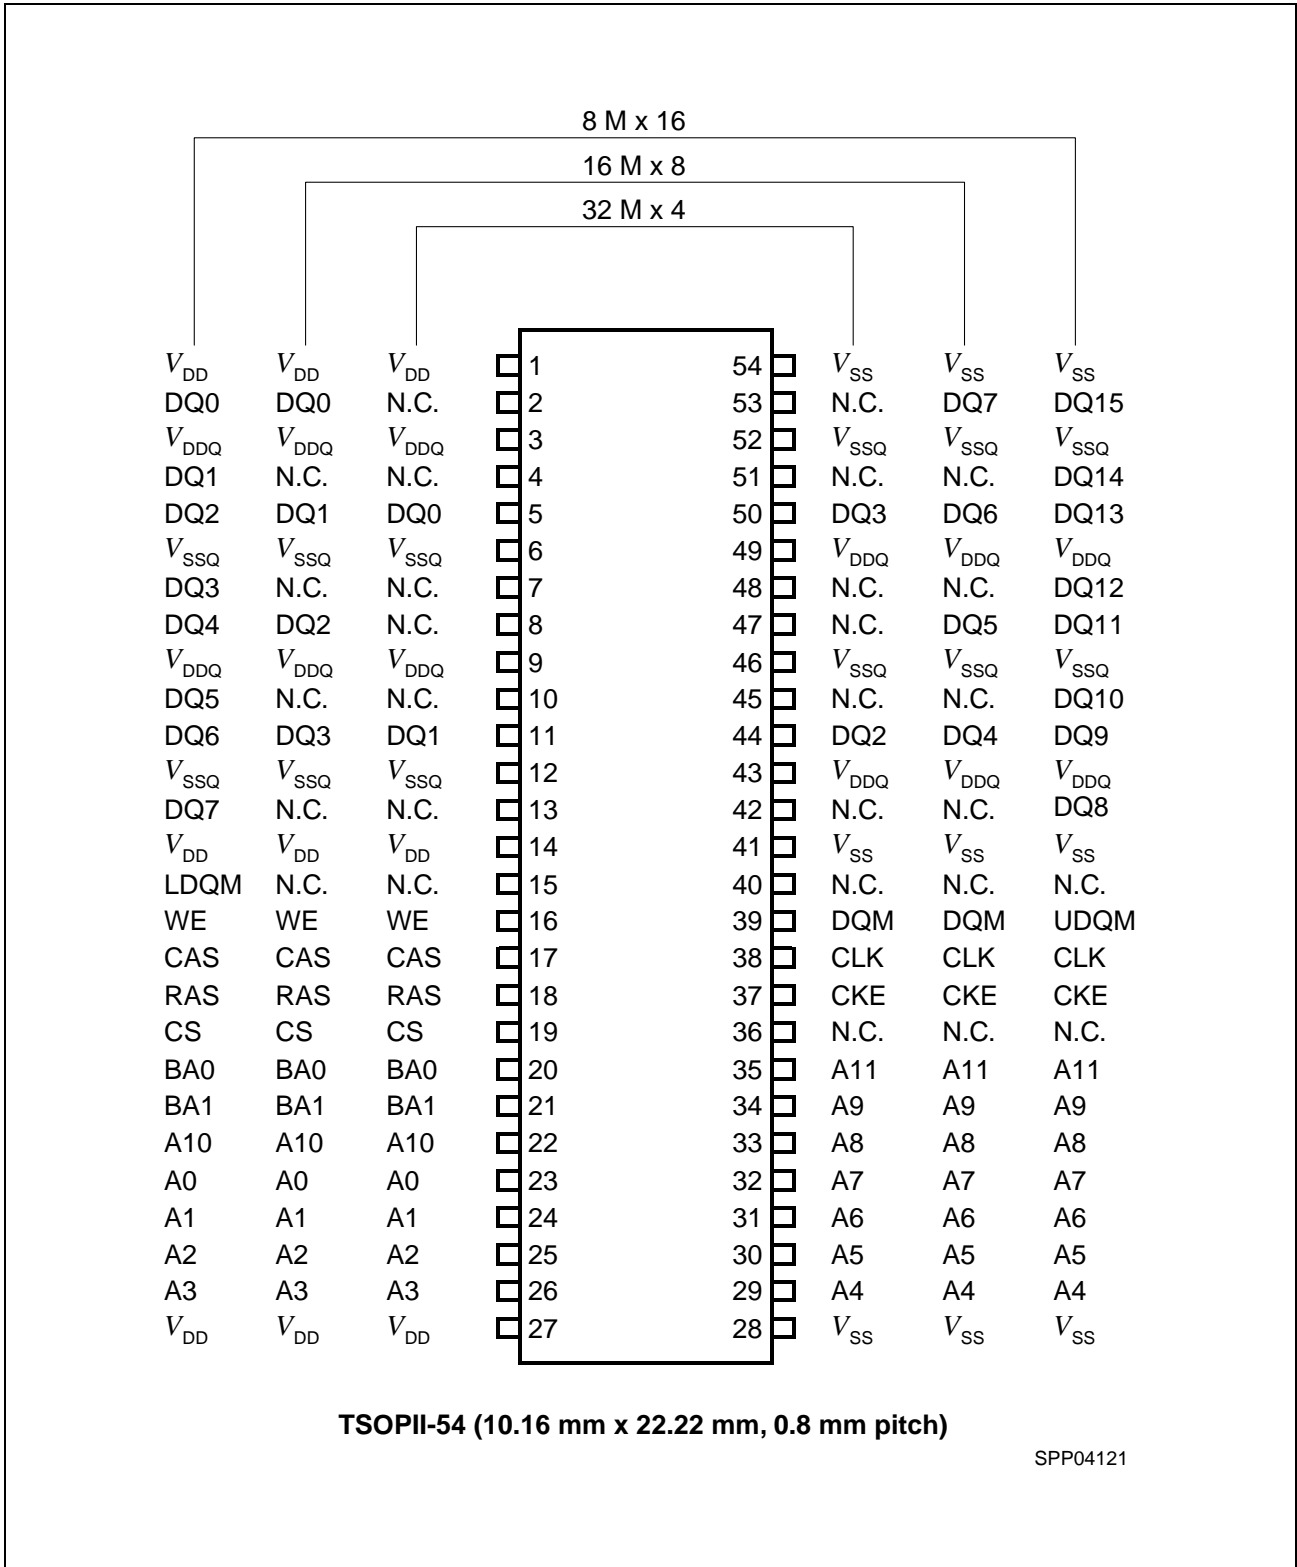 8 M x 16
16 M x 8
32 M x 4
VDD VDD VDD 1 54 VSS VSS VSS
DQ0 DQ0 N.C. 2 53 N.C. DQ7 DQ15
VDDQ VDDQ VDDQ 3 52 VSSQ VSSQ VSSQ
DQ1 N.C. N.C. 4 51 N.C. N.C. DQ14
DQ2 DQ1 DQ0 5 50 DQ3 DQ6 DQ13
VSSQ VSSQ VSSQ 6 49 VDDQ VDDQ VDDQ
DQ3 N.C. N.C. 7 48 N.C. N.C. DQ12
DQ4 DQ2 N.C. 8 47 N.C. DQ5 DQ11
VDDQ VDDQ VDDQ 9 46 VSSQ VSSQ VSSQ
DQ5 N.C. N.C. 10 45 N.C. N.C. DQ10
DQ6 DQ3 DQ1 11 44 DQ2 DQ4 DQ9
VSSQ VSSQ VSSQ 12 43 VDDQ VDDQ VDDQ
DQ7 N.C. N.C. 13 42 N.C. N.C. DQ8
VDD VDD VDD 14 41 VSS VSS VSS
LDQM N.C. N.C. 15 40 N.C. N.C. N.C.
WE WE WE 16 39 DQM DQM UDQM
CAS CAS CAS 17 38 CLK CLK CLK
RAS RAS RAS 18 37 CKE CKE CKE
CS CS CS 19 36 N.C. N.C. N.C.
BA0 BA0 BA0 20 35 A11 A11 A11
BA1 BA1 BA1 21 34 A9 A9 A9
A10 A10 A10 22 33 A8 A8 A8
A0 A0 A0 23 32 A7 A7 A7
A1 A1 A1 24 31 A6 A6 A6
A2 A2 A2 25 30 A5 A5 A5
A3 A3 A3 26 29 A4 A4 A4
VDD VDD VDD 27 28 VSS VSS VSS
TSOPII-54 (10.16 mm x 22.22 mm, 0.8 mm pitch)
SPP04121